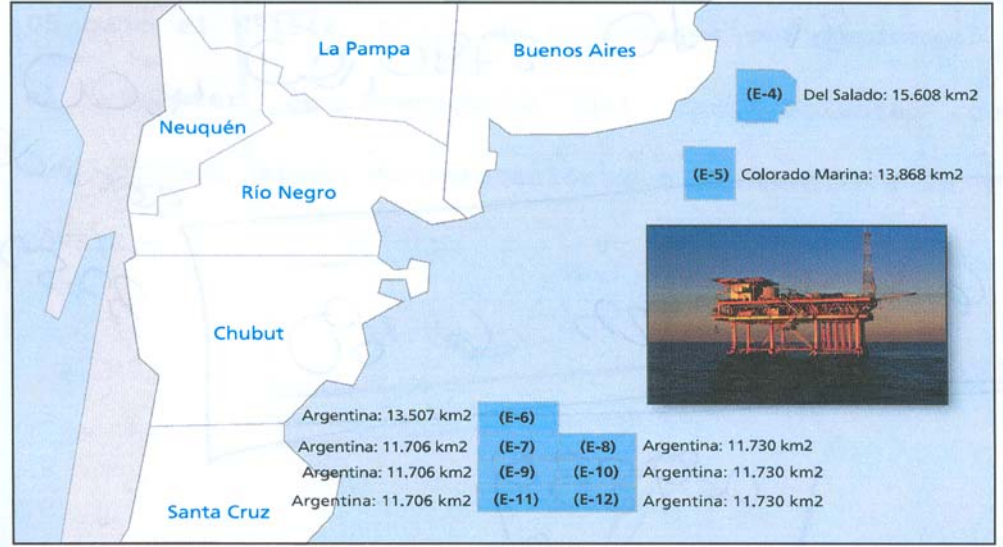 La Pampa
Buenos Aires
(E-4) Del Salado: 15.608 km2
Neuquén
(E-5) Colorado Marina: 13.868 km2
Río Negro
Chubut
Argentina: 13.507 km2 (E-6)
Argentina: 11.706 km2 (E-7) (E-8) Argentina: 11.730 km2
Argentina: 11.706 km2 (E-9) (E-10) Argentina: 11.730 km2
Argentina: 11.706 km2 (E-11) (E-12) Argentina: 11.730 km2
Santa Cruz